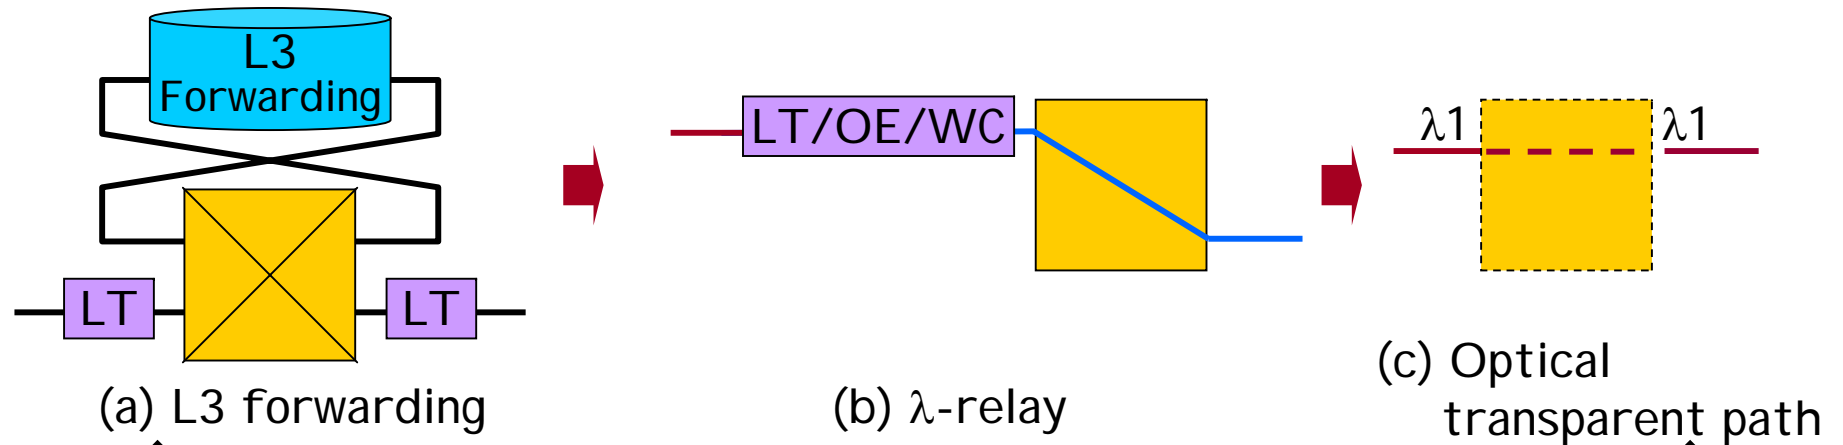 L3
Forwarding
LT
LT
(a) L3 forwarding
LT/OE/WC
(b) λ-relay
λ1
λ1
(c) Optical
transparent path